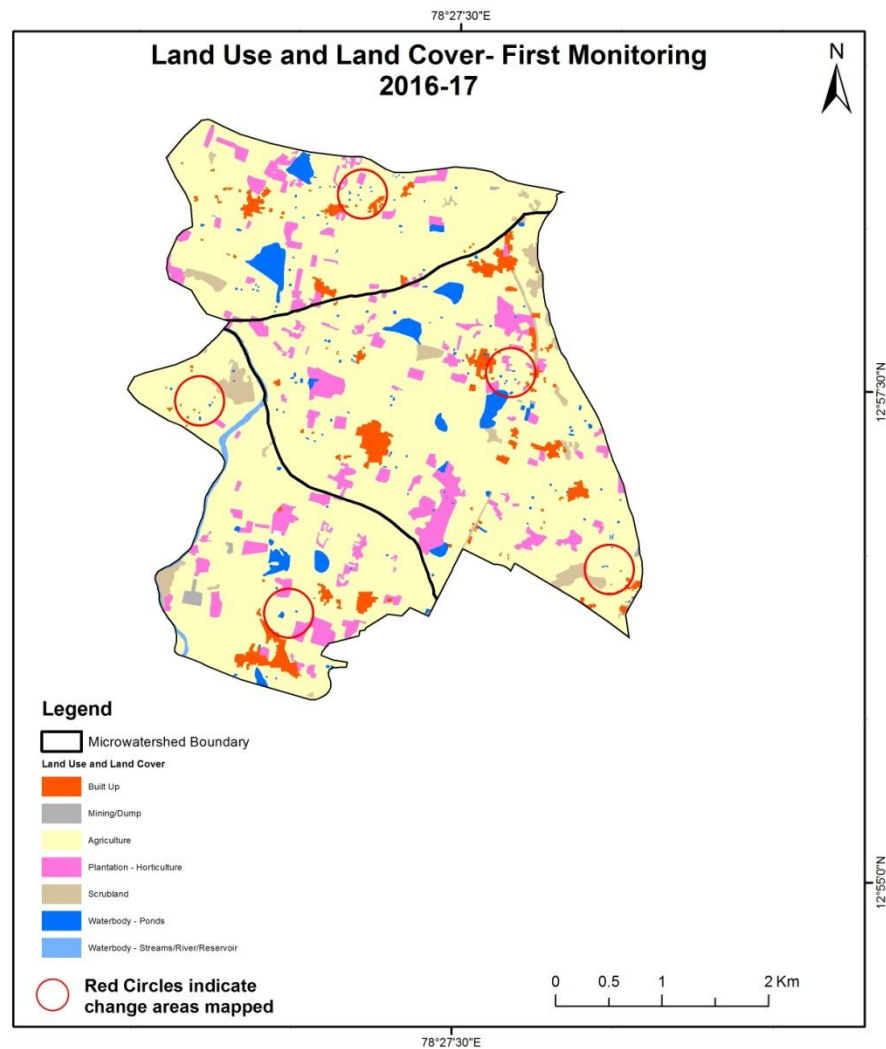 78°27'30"E
Land Use and Land Cover- First Monitoring
2016-17
N
12°57'30"N
12°55'0"N
Legend
Microwatershed Boundary
Land Use and Land Cover
Built Up
Mining/Dump
Agriculture
Plantation - Horticulture
Scrubland
Waterbody - Ponds
Waterbody - Streams/River/Reservoir
Red Circles indicate
change areas mapped
0 0.5 1 2 Km
78°27'30"E